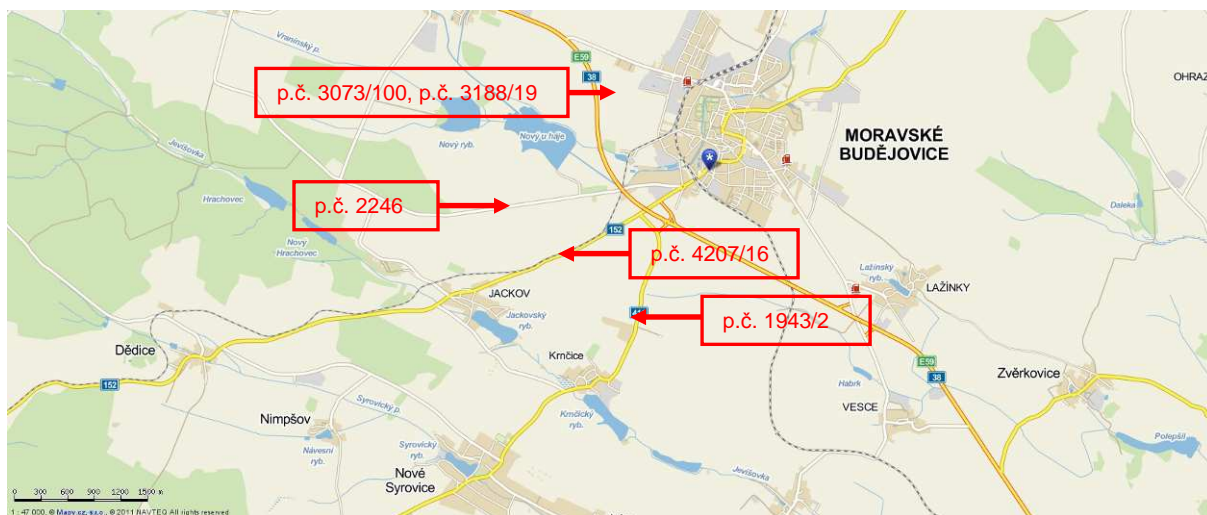 Vranínský p.
E59
38
OHRAZ
p.č. 3073/100, p.č. 3188/19
Nový ryb.
Nový u háje
MORAVSKÉ
BUDĚJOVICE
Jevišovka
Hrachovec
p.č. 2246
Daleká
152
p.č. 4207/16
Nový
Hrachovec
Lažínský
ryb.
LAŽÍNKY
JACKOV
Jackovský
ryb.
p.č. 1943/2
Dědice
Krnčice
E59
38
Zvěrkovice
152
Habrk
Syrovický p.
Nimpšov
Krnčický
ryb.
VESCE
Návesní
ryb.
Syrovický
ryb.
Polepšil
Nové
Syrovice
Jevišovka
0 300 600 900 1200 1500 m
1 : 47 000, © Mapy.cz, s.r.o., © 2011 NAVTEQ All rights reserved